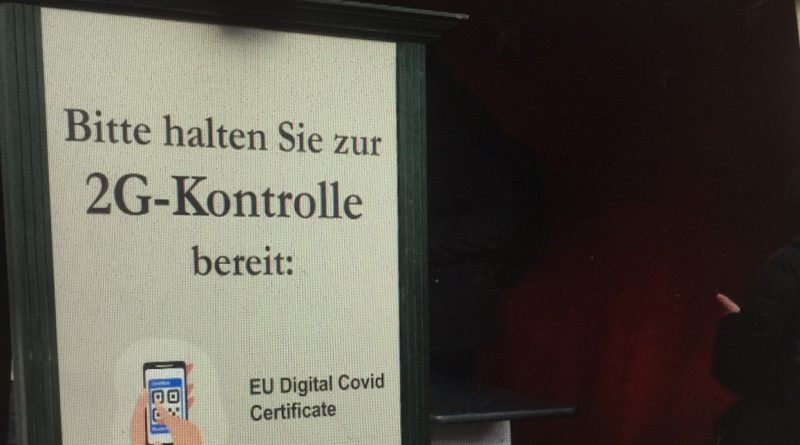 Bitte halten Sie zur
2G-Kontrolle
bereit:
EU Digital Covid
Certificate